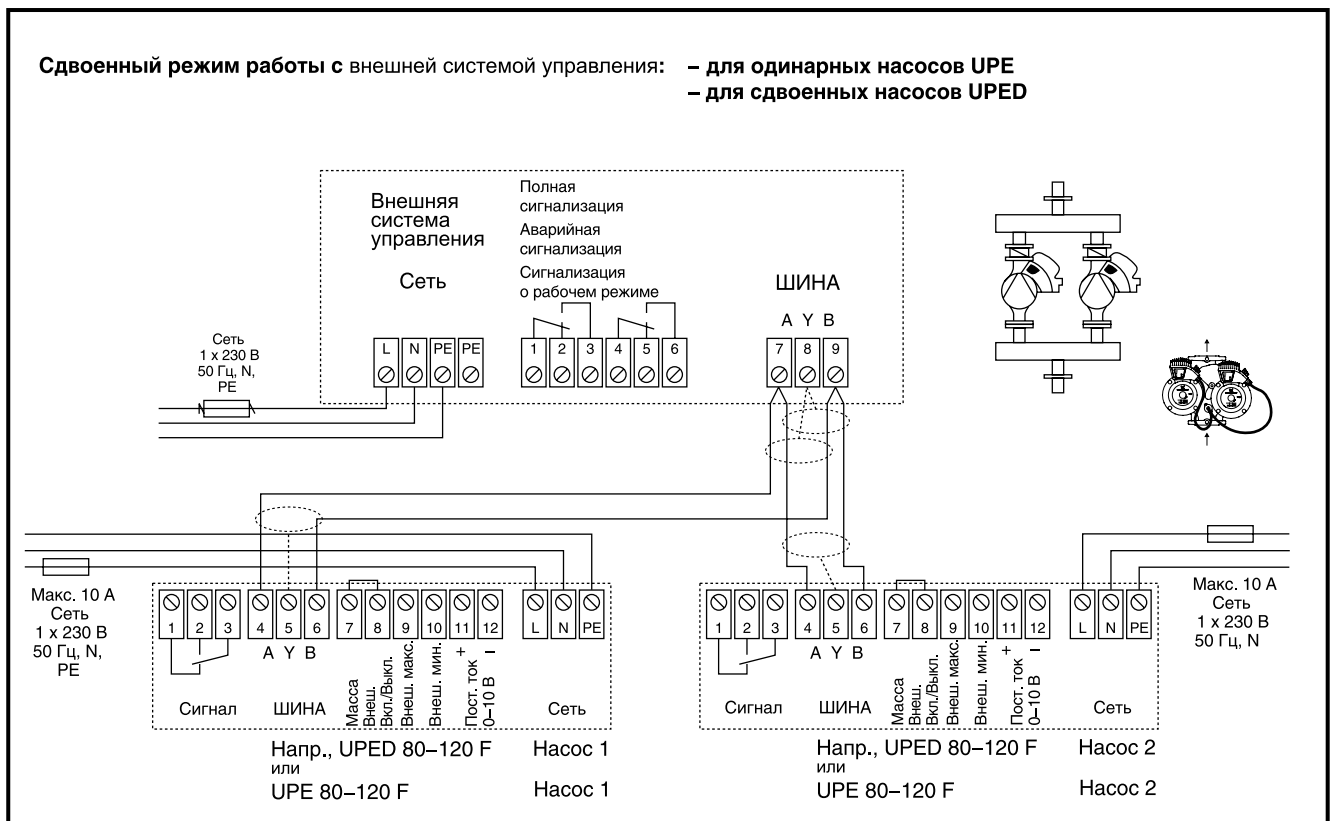 Сдвоенный режим работы с внешней системой управления: – для одинарных насосов UPE
– для сдвоенных насосов UPED
Внешняя
система
управления
Сеть
Полная
сигнализация
Аварийная
сигнализация
Сигнализация
о рабочем режиме
ШИНА
A Y B
L N PE PE
1 2 3 4 5 6
7 8 9
Сеть
1 x 230 В
50 Гц, N,
PE
Макс. 10 А
Сеть
1 x 230 В
50 Гц, N,
PE
1 2 3 4 5 6 7 8 9 10 11 12 L N PE
A Y B
Сигнал
ШИНА
Масса
Внеш.
Вкл./Выкл.
Внеш. макс.
Внеш. мин.
+ –
Пост. ток
0–10 В
Сеть
Напр., UPED 80–120 F Насос 1
или
UPE 80–120 F Насос 1
1 2 3 4 5 6 7 8 9 10 11 12 L N PE
A Y B
Сигнал
ШИНА
Масса
Внеш.
Вкл./Выкл.
Внеш. макс.
Внеш. мин.
+ –
Пост. ток
0–10 В
Сеть
Макс. 10 А
Сеть
1 x 230 В
50 Гц, N
Напр., UPED 80–120 F Насос 2
или
UPE 80–120 F Насос 2